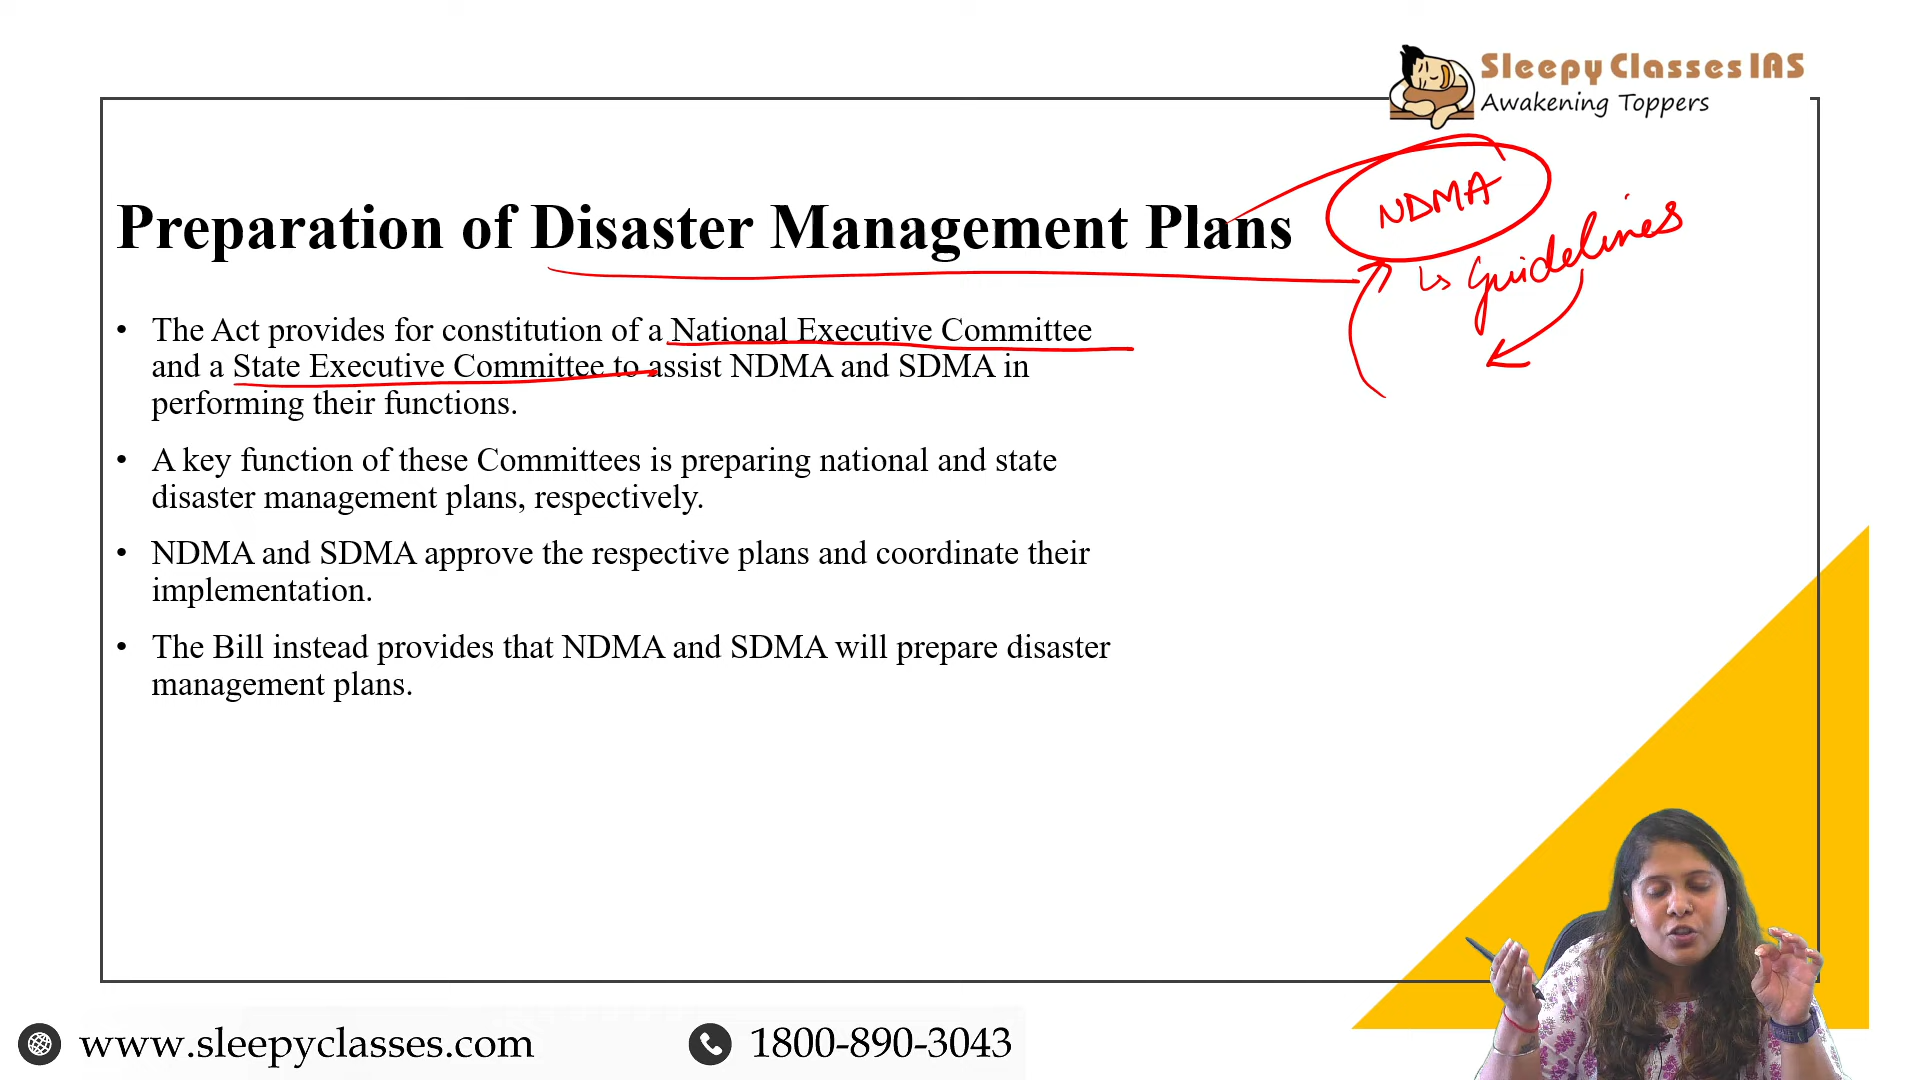 Sleepy Classes IAS
Awakening Toppers
NDMA
Preparation of Disaster Management Plans
↳ Guidelines
• The Act provides for constitution of a National Executive Committee
and a State Executive Committee to assist NDMA and SDMA in
performing their functions.
• A key function of these Committees is preparing national and state
disaster management plans, respectively.
• NDMA and SDMA approve the respective plans and coordinate their
implementation.
• The Bill instead provides that NDMA and SDMA will prepare disaster
management plans.
www.sleepyclasses.com
1800-890-3043